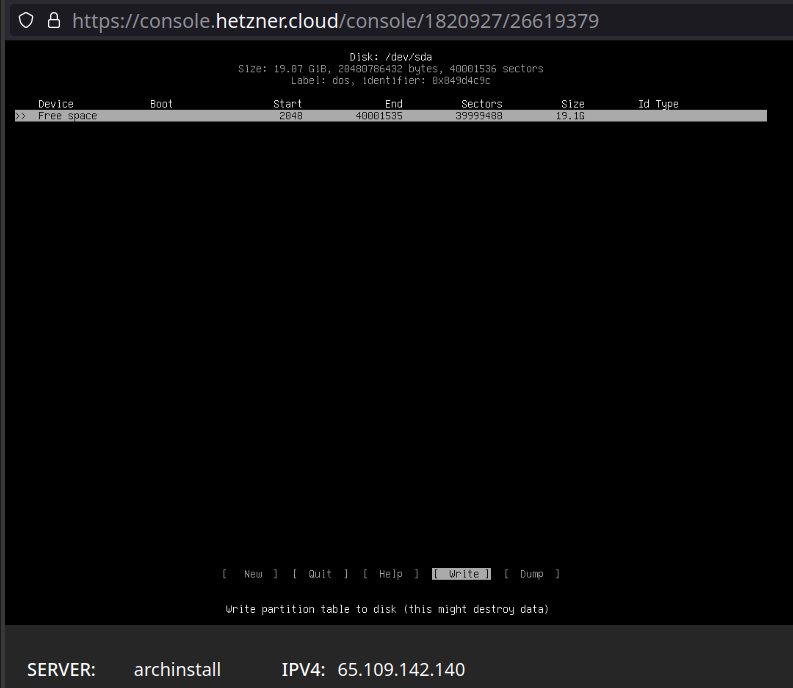 https://console.hetzner.cloud/console/1820927/26619379
Disk: /dev/sda
Size: 19.07 GiB, 20480786432 bytes, 40001536 sectors
Label: dos, identifier: 0x049d4c9c
Device Boot Start End Sectors Size Id Type
>> Free space 2048 40001535 39999488 19.1G
[ New ] [ Quit ] [ Help ] [ Write ] [ Dump ]
Write partition table to disk (this might destroy data)
SERVER: archinstall IPV4: 65.109.142.140